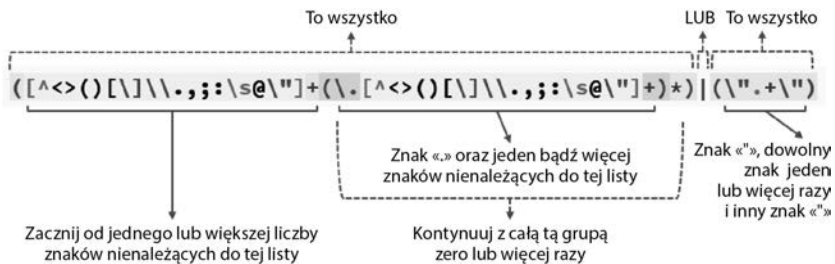 To wszystko LUB To wszystko
([^<>()[\]\\.,;:\s@\"]+(\.[^<>()[\]\\.,;:\s@\"]+)*)|(\".+\")
Znak «.» oraz jeden bądź więcej
znaków nienależących do tej listy
Znak «"», dowolny
znak jeden
lub więcej razy
i inny znak «"»
Zacznij od jednego lub większej liczby
znaków nienależących do tej listy
Kontynuuj z całą tą grupą
zero lub więcej razy